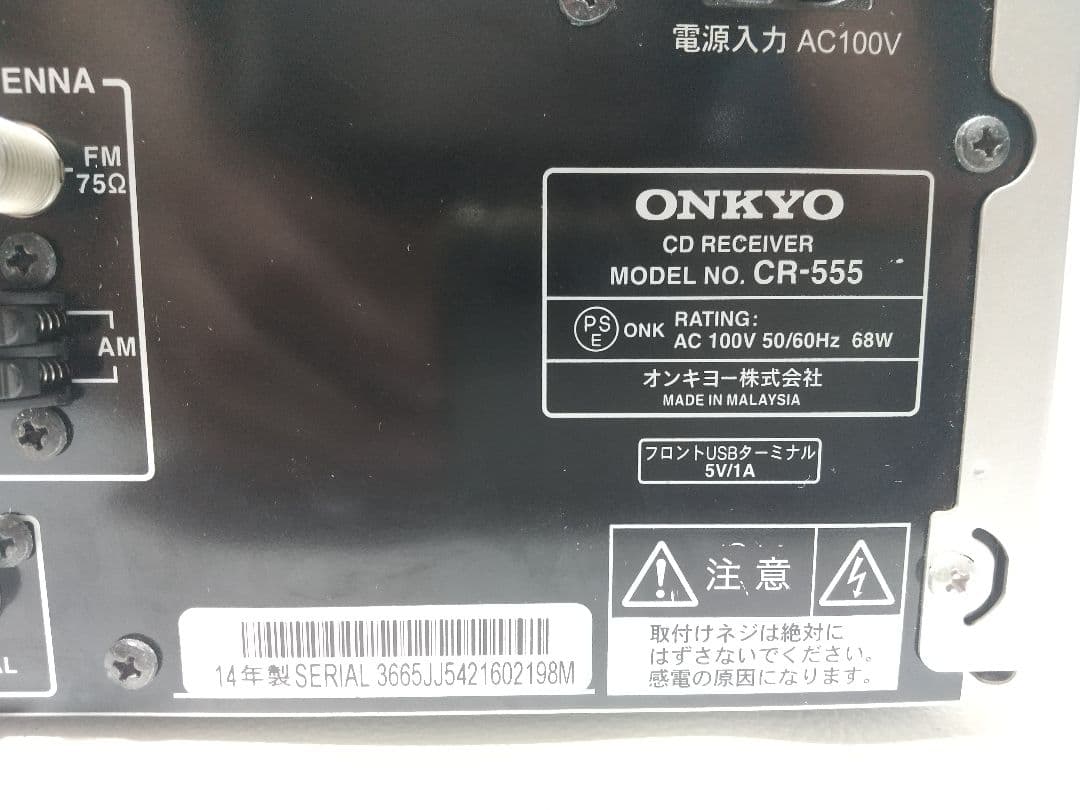 電源入力 AC100V
ENNA
FM
75Ω
AM
ONKYO
CD RECEIVER
MODEL NO. CR-555
PS
E
ONK
RATING:
AC 100V 50/60Hz 68W
オンキヨー株式会社
MADE IN MALAYSIA
フロントUSBターミナル
5V/1A
注意
取付けネジは絶対に
はずさないでください。
感電の原因になります。
14年製 SERIAL 3665JJ5421602198M
AL